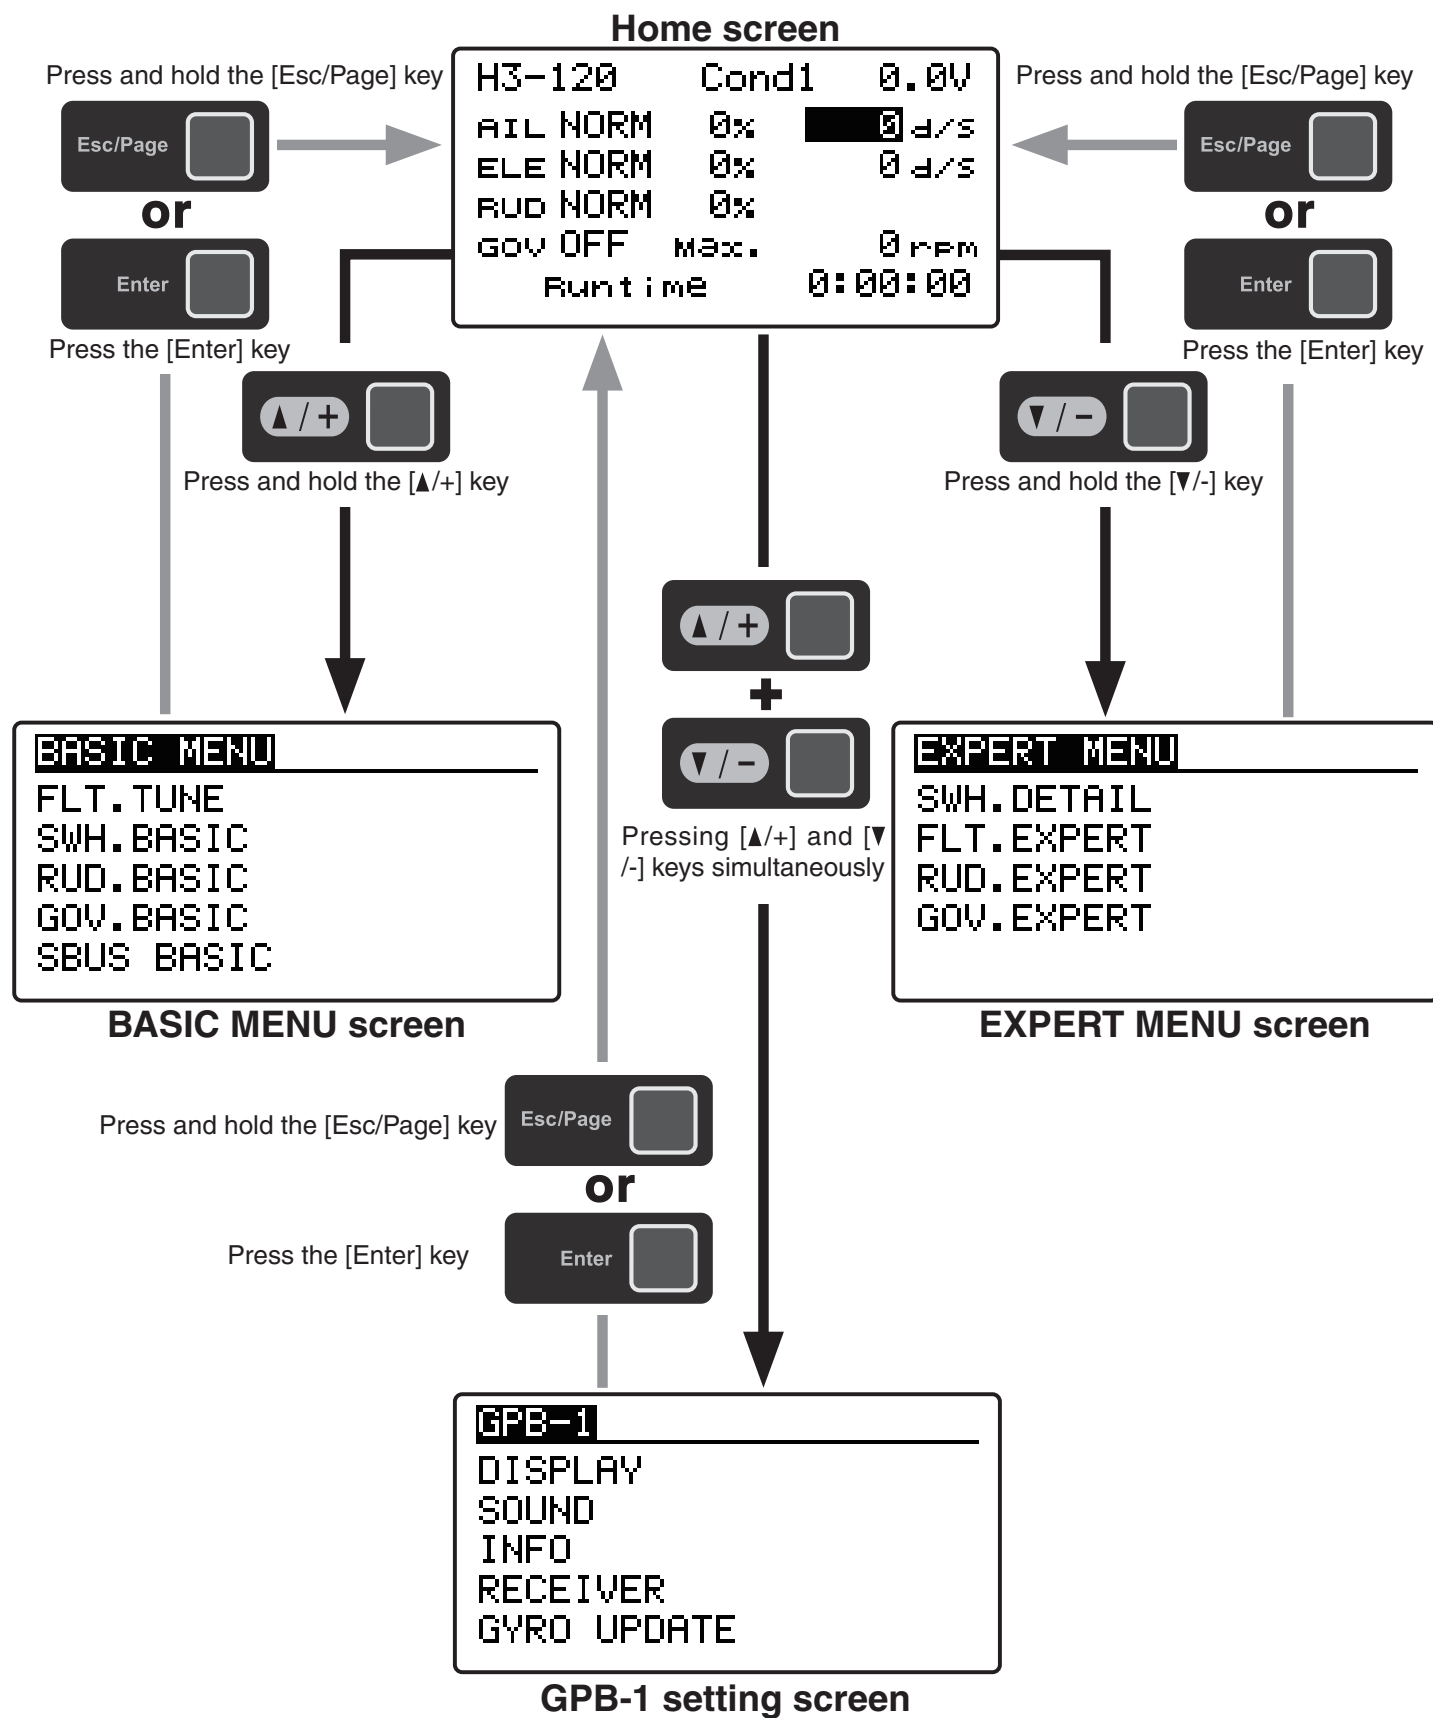 Home screen
Press and hold the [Esc/Page] key
Esc/Page
or
Enter
Press the [Enter] key
H3-120 Cond1 0.0V
AIL NORM 0% 0 d/s
ELE NORM 0% 0 d/s
RUD NORM 0%
GOV OFF Max. 0 rpm
Runtime 0:00:00
Press and hold the [Esc/Page] key
Esc/Page
or
Enter
Press the [Enter] key
▲/+
Press and hold the [▲/+] key
▼/-
Press and hold the [▼/-] key
▲/+
+
▼/-
Pressing [▲/+] and [▼
/-] keys simultaneously
BASIC MENU
FLT.TUNE
SWH.BASIC
RUD.BASIC
GOV.BASIC
SBUS BASIC
BASIC MENU screen
EXPERT MENU
SWH.DETAIL
FLT.EXPERT
RUD.EXPERT
GOV.EXPERT
EXPERT MENU screen
Press and hold the [Esc/Page] key
Esc/Page
or
Press the [Enter] key
Enter
GPB-1
DISPLAY
SOUND
INFO
RECEIVER
GYRO UPDATE
GPB-1 setting screen